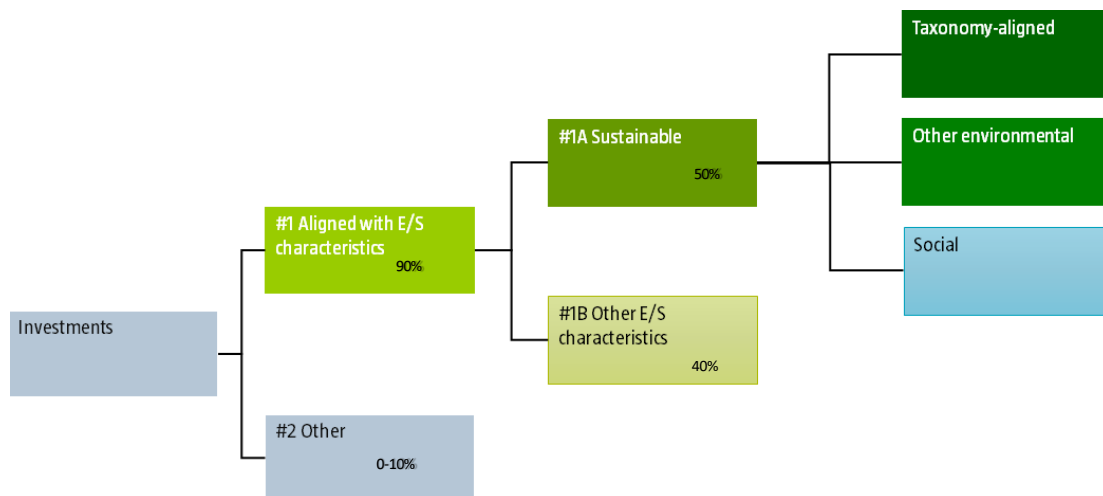 Taxonomy-aligned
#1A Sustainable
50%
Other environmental
#1 Aligned with E/S
characteristics
90%
Social
Investments
#1B Other E/S
characteristics
40%
#2 Other
0-10%